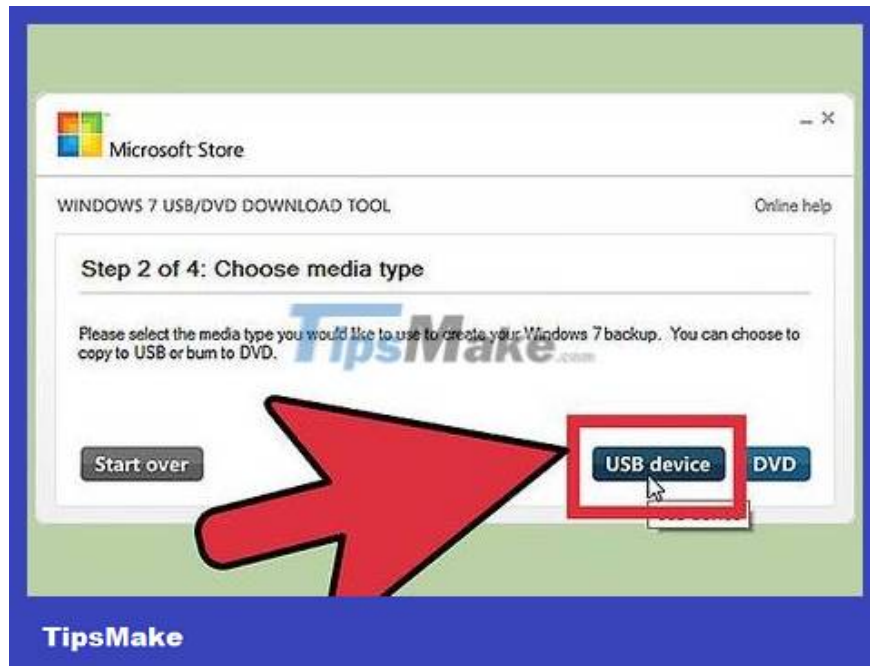 Microsoft Store
WINDOWS 7 USB/DVD DOWNLOAD TOOL
Online help
Step 2 of 4: Choose media type
Please select the media type you would like to use to create your Windows 7 backup. You can choose to
copy to USB or burn to DVD.
TipsMake.com
Start over
USB device
DVD
TipsMake